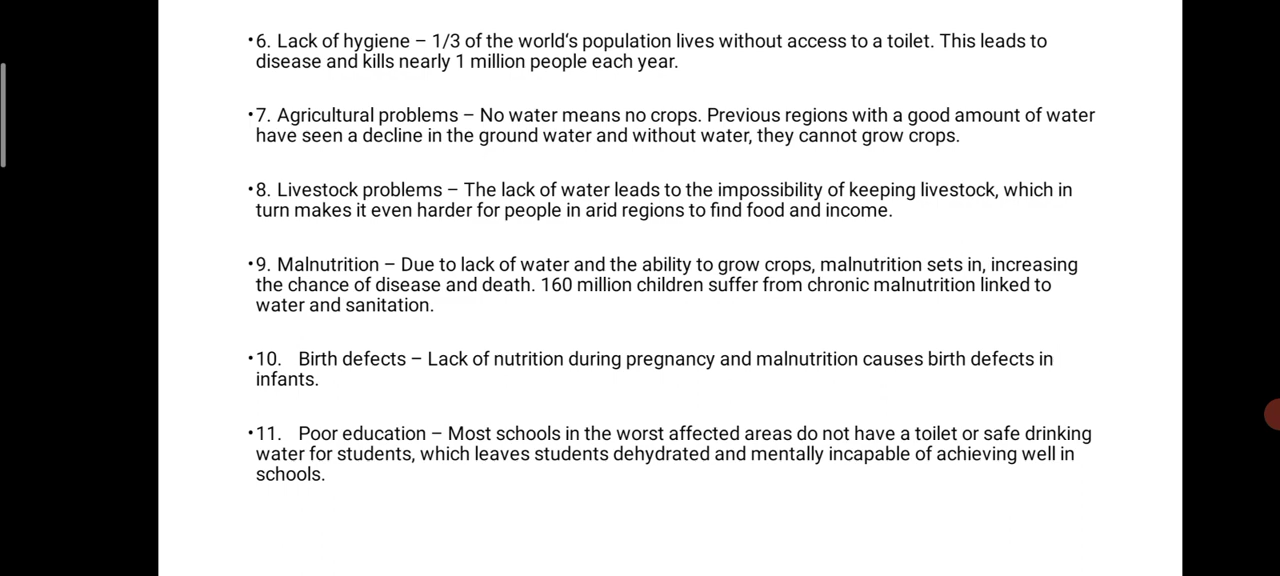 •6. Lack of hygiene – 1/3 of the world‘s population lives without access to a toilet. This leads to
disease and kills nearly 1 million people each year.
•7. Agricultural problems – No water means no crops. Previous regions with a good amount of water
have seen a decline in the ground water and without water, they cannot grow crops.
•8. Livestock problems – The lack of water leads to the impossibility of keeping livestock, which in
turn makes it even harder for people in arid regions to find food and income.
•9. Malnutrition – Due to lack of water and the ability to grow crops, malnutrition sets in, increasing
the chance of disease and death. 160 million children suffer from chronic malnutrition linked to
water and sanitation.
•10. Birth defects – Lack of nutrition during pregnancy and malnutrition causes birth defects in
infants.
•11. Poor education – Most schools in the worst affected areas do not have a toilet or safe drinking
water for students, which leaves students dehydrated and mentally incapable of achieving well in
schools.